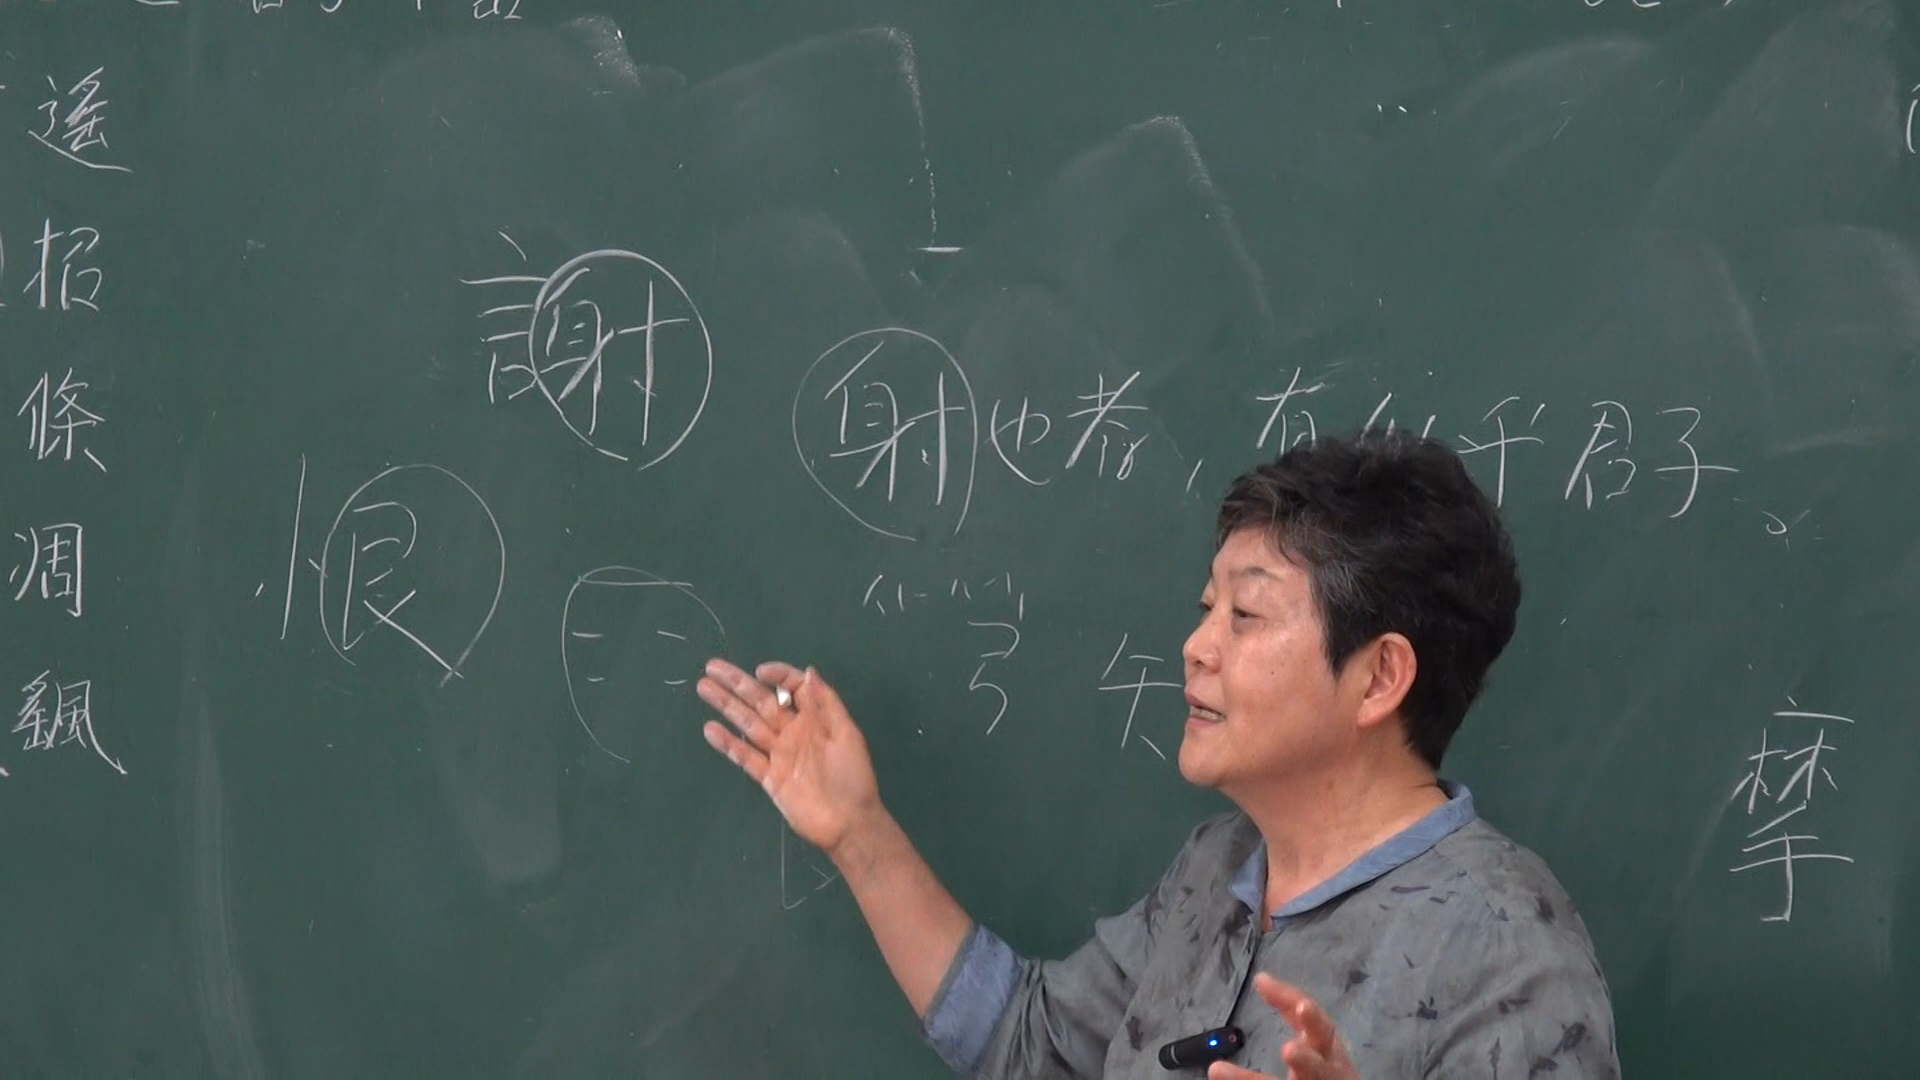 遙
招
條
凋
飆
謝
射也者，有似乎君子。
恨
弓 矢
摩